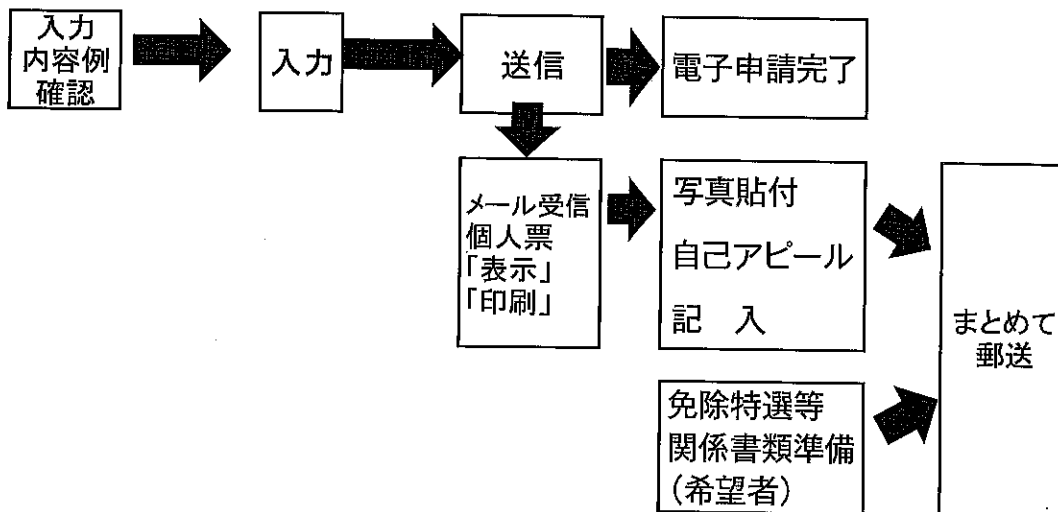 入力
内容例
確認
入力
送信
電子申請完了
メール受信
個人票
「表示」
「印刷」
写真貼付
自己アピール
記　入
免除特選等
関係書類準備
(希望者)
まとめて
郵送